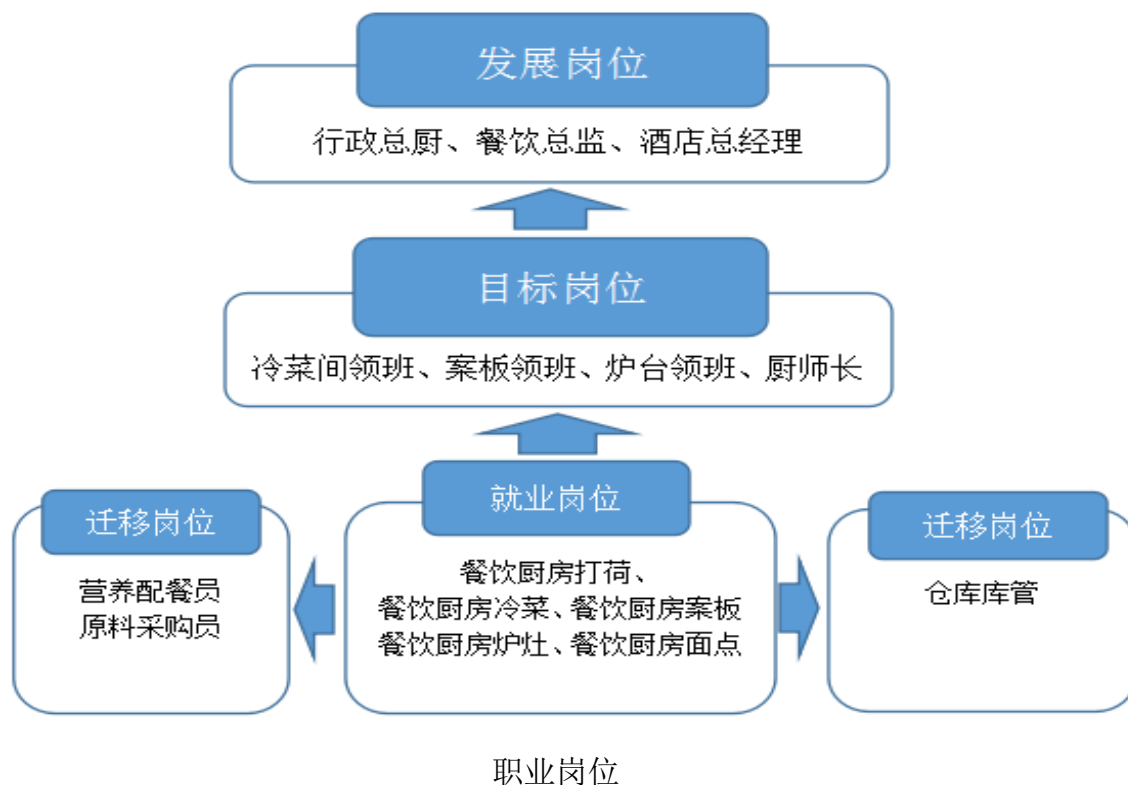 发展岗位
行政总厨、餐饮总监、酒店总经理
目标岗位
冷菜间领班、案板领班、炉台领班、厨师长
迁移岗位
营养配餐员
原料采购员
就业岗位
餐饮厨房打荷、
餐饮厨房冷菜、餐饮厨房案板
餐饮厨房炉灶、餐饮厨房面点
迁移岗位
仓库库管
职业岗位